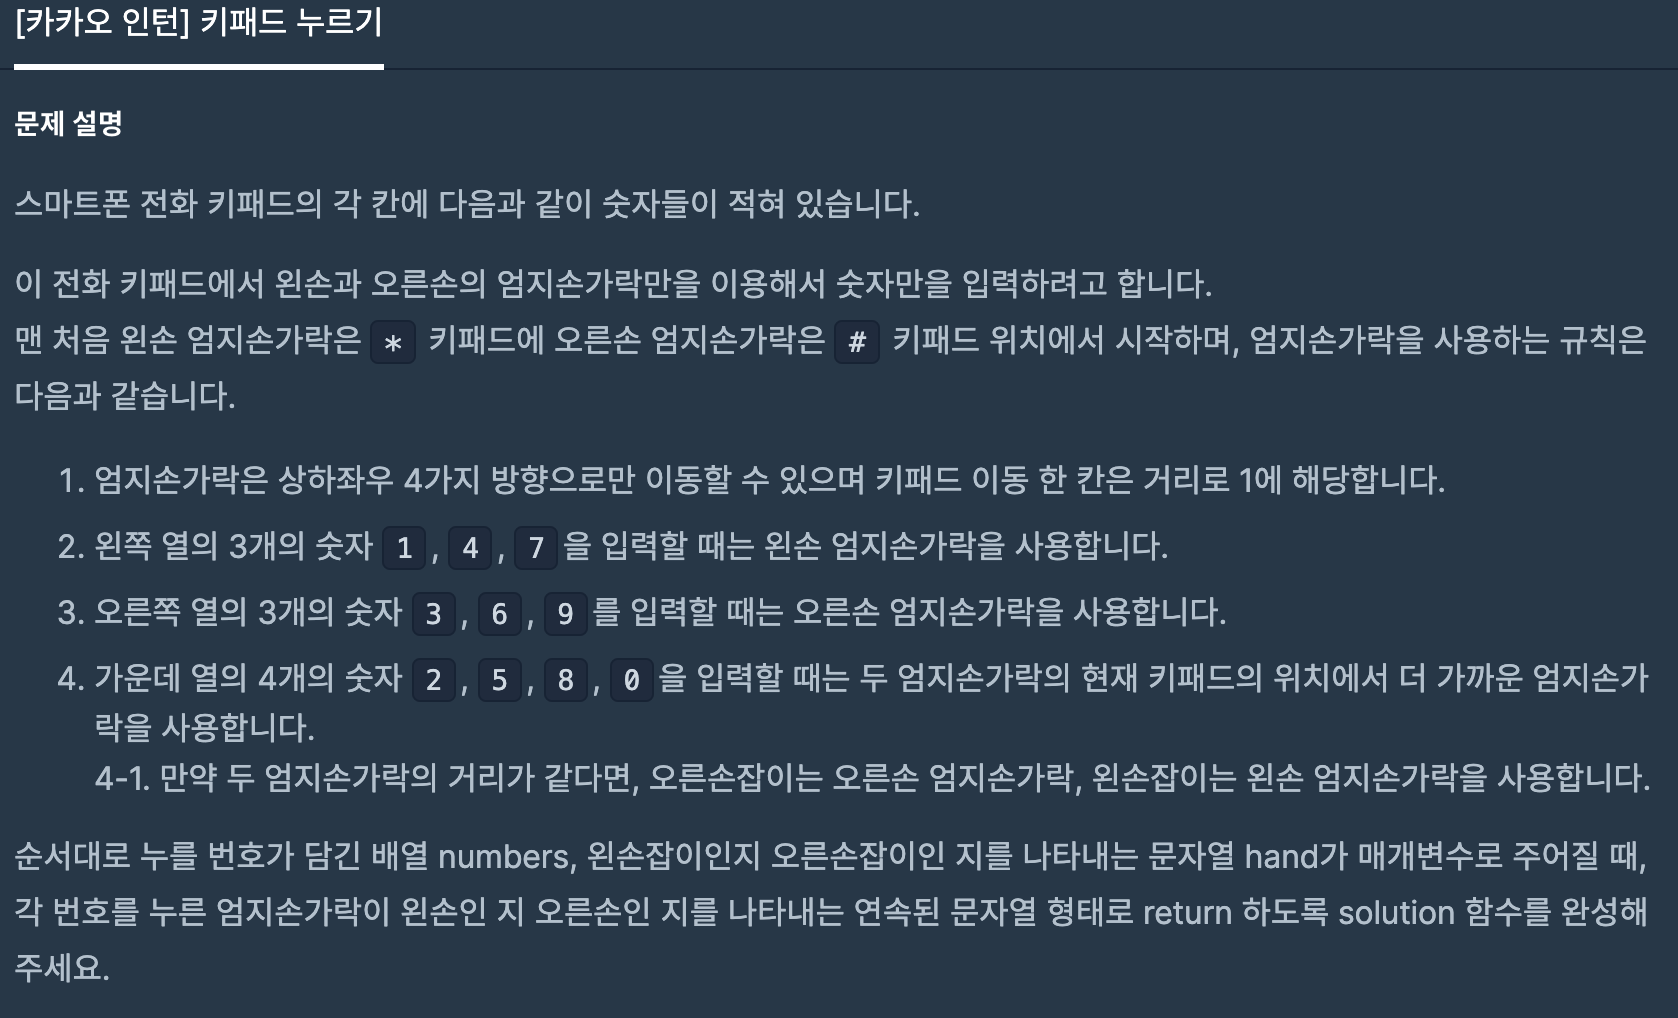 [카카오 인턴] 키패드 누르기
문제 설명
스마트폰 전화 키패드의 각 칸에 다음과 같이 숫자들이 적혀 있습니다.
이 전화 키패드에서 왼손과 오른손의 엄지손가락만을 이용해서 숫자만을 입력하려고 합니다.
맨 처음 왼손 엄지손가락은 * 키패드에 오른손 엄지손가락은 # 키패드 위치에서 시작하며, 엄지손가락을 사용하는 규칙은
다음과 같습니다.
1. 엄지손가락은 상하좌우 4가지 방향으로만 이동할 수 있으며 키패드 이동 한 칸은 거리로 1에 해당합니다.
2. 왼쪽 열의 3개의 숫자 1, 4, 7을 입력할 때는 왼손 엄지손가락을 사용합니다.
3. 오른쪽 열의 3개의 숫자 3, 6, 9를 입력할 때는 오른손 엄지손가락을 사용합니다.
4. 가운데 열의 4개의 숫자 2, 5, 8, 0을 입력할 때는 두 엄지손가락의 현재 키패드의 위치에서 더 가까운 엄지손가
락을 사용합니다.
4-1. 만약 두 엄지손가락의 거리가 같다면, 오른손잡이는 오른손 엄지손가락, 왼손잡이는 왼손 엄지손가락을 사용합니다.
순서대로 누를 번호가 담긴 배열 numbers, 왼손잡이인지 오른손잡이인 지를 나타내는 문자열 hand가 매개변수로 주어질 때,
각 번호를 누른 엄지손가락이 왼손인 지 오른손인 지를 나타내는 연속된 문자열 형태로 return 하도록 solution 함수를 완성해
주세요.